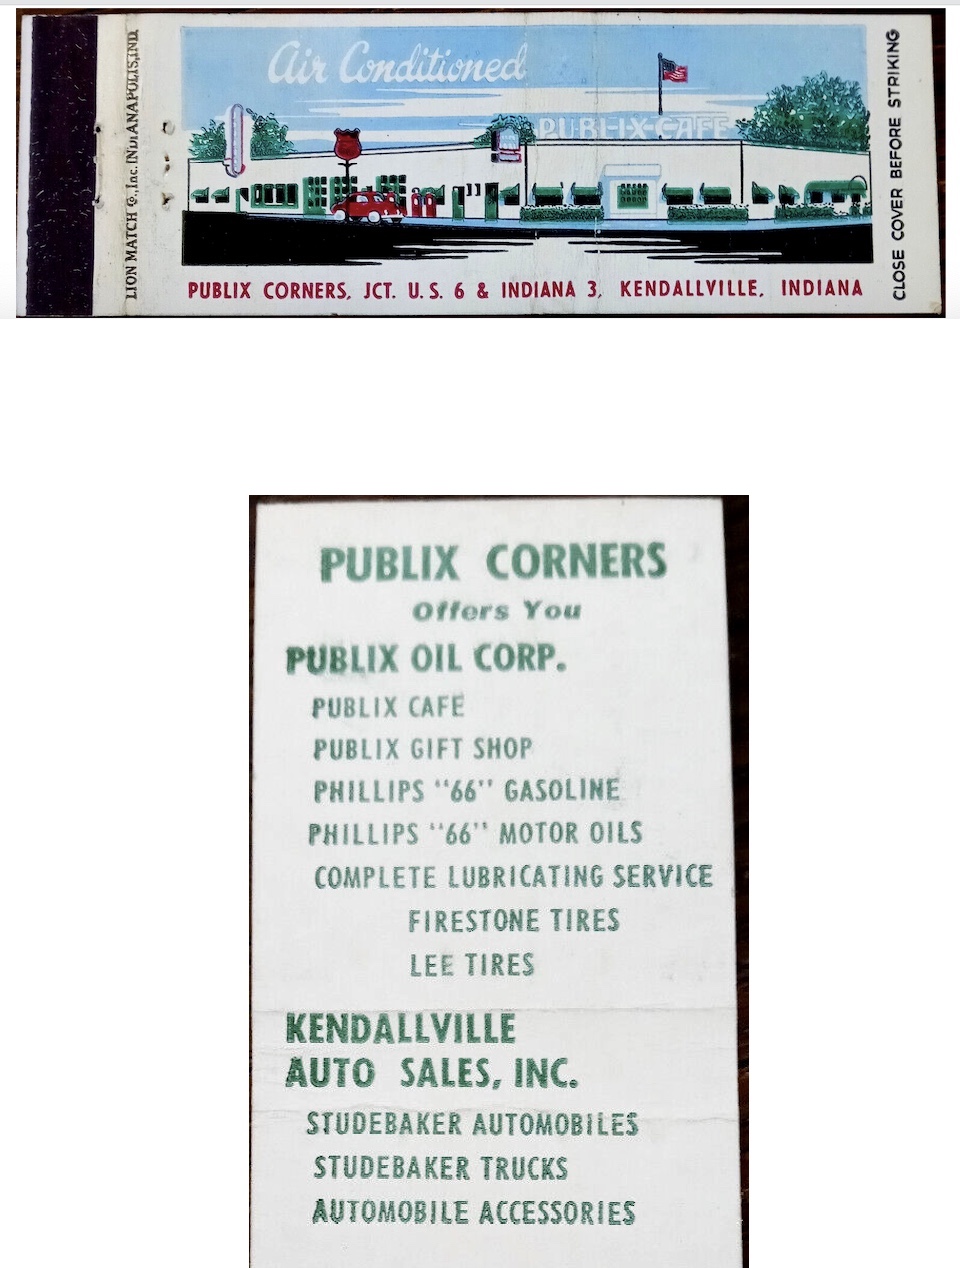 LION MATCH Co., Inc. INDIANAPOLIS, IND.
Air Conditioned
PUBLIX CAFE
PUBLIX CORNERS, JCT. U. S. 6 & INDIANA 3, KENDALLVILLE, INDIANA
CLOSE COVER BEFORE STRIKING
PUBLIX CORNERS
Offers You
PUBLIX OIL CORP.
PUBLIX CAFE
PUBLIX GIFT SHOP
PHILLIPS "66" GASOLINE
PHILLIPS "66" MOTOR OILS
COMPLETE LUBRICATING SERVICE
FIRESTONE TIRES
LEE TIRES
KENDALLVILLE
AUTO SALES, INC.
STUDEBAKER AUTOMOBILES
STUDEBAKER TRUCKS
AUTOMOBILE ACCESSORIES